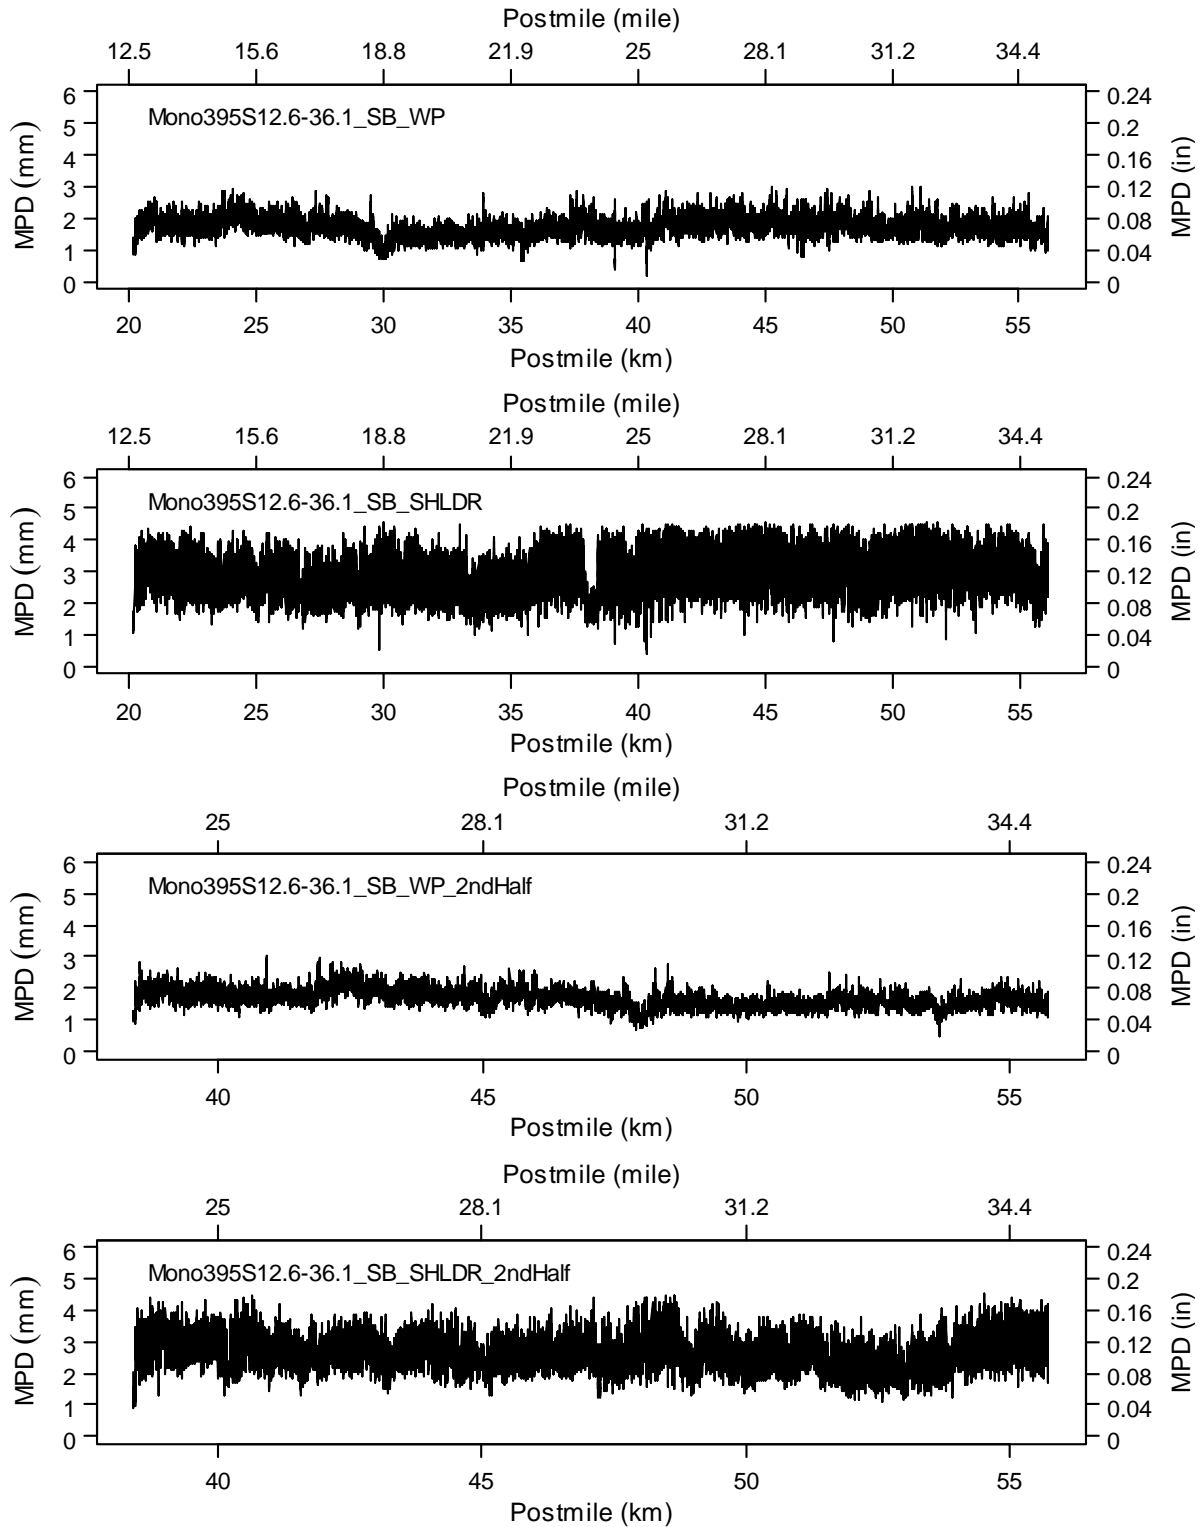 Postmile (mile)
12.5 15.6 18.8 21.9 25 28.1 31.2 34.4
Mono395S12.6-36.1_SB_WP
MPD (mm)
6
5
4
3
2
1
0
0.24
0.2
0.16
0.12
0.08
0.04
0
MPD (in)
20 25 30 35 40 45 50 55
Postmile (km)
Postmile (mile)
12.5 15.6 18.8 21.9 25 28.1 31.2 34.4
Mono395S12.6-36.1_SB_SHLDR
MPD (mm)
6
5
4
3
2
1
0
0.24
0.2
0.16
0.12
0.08
0.04
0
MPD (in)
20 25 30 35 40 45 50 55
Postmile (km)
Postmile (mile)
25 28.1 31.2 34.4
Mono395S12.6-36.1_SB_WP_2ndHalf
MPD (mm)
6
5
4
3
2
1
0
0.24
0.2
0.16
0.12
0.08
0.04
0
MPD (in)
40 45 50 55
Postmile (km)
Postmile (mile)
25 28.1 31.2 34.4
Mono395S12.6-36.1_SB_SHLDR_2ndHalf
MPD (mm)
6
5
4
3
2
1
0
0.24
0.2
0.16
0.12
0.08
0.04
0
MPD (in)
40 45 50 55
Postmile (km)